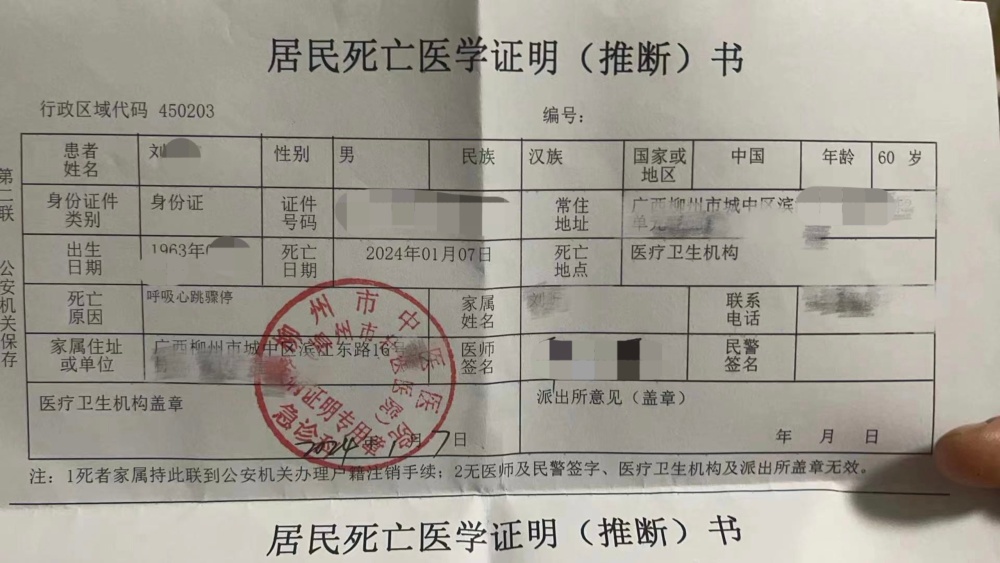 居民死亡医学证明（推断）书
行政区域代码 450203
编号：
患者姓名 刘 性别 男 民族 汉族 国家或地区 中国 年龄 60 岁
身份证件类别 身份证 证件号码 常住地址 广西柳州市城中区滨
单元
出生日期 1963年 死亡日期 2024年01月07日 死亡地点 医疗卫生机构
死亡原因 呼吸心跳骤停 家属姓名 刘 联系电话
家属住址或单位 广西柳州市城中区滨江东路16号 医师签名 民警签名
医疗卫生机构盖章
派出所意见（盖章）
柳州市中医医院
证明专用章
急诊科
2024年1月7日
年 月 日
注：1死者家属持此联到公安机关办理户籍注销手续；2无医师及民警签字、医疗卫生机构及派出所盖章无效。
第二联 公安机关保存
居民死亡医学证明（推断）书